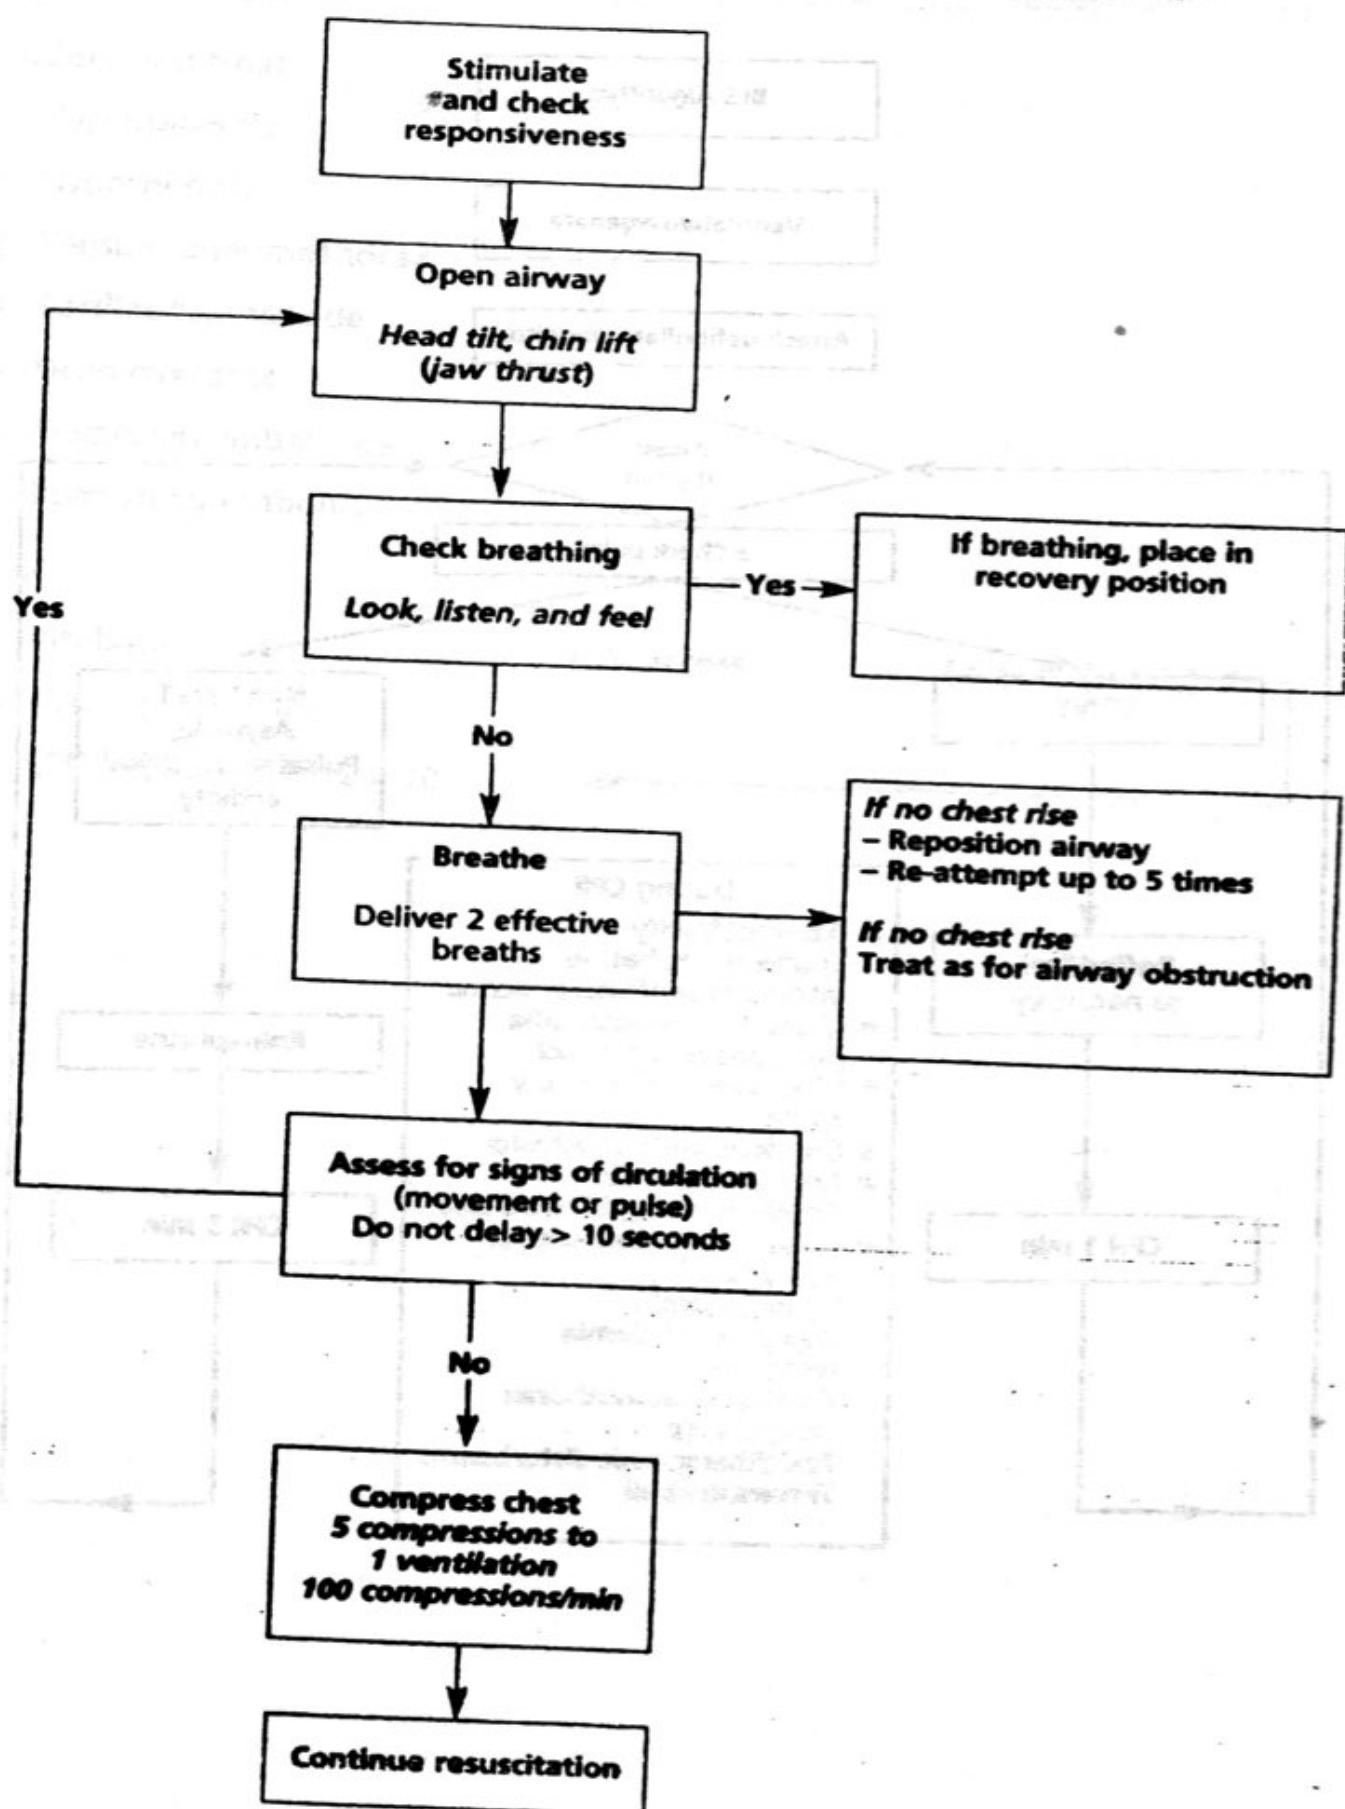 Stimulate
and check
responsiveness
Open airway
Head tilt, chin lift
(jaw thrust)
Check breathing
Look, listen, and feel
Yes
If breathing, place in
recovery position
Yes
No
Breathe
Deliver 2 effective
breaths
If no chest rise
– Reposition airway
– Re-attempt up to 5 times
If no chest rise
Treat as for airway obstruction
Assess for signs of circulation
(movement or pulse)
Do not delay > 10 seconds
No
Compress chest
5 compressions to
1 ventilation
100 compressions/min
Continue resuscitation